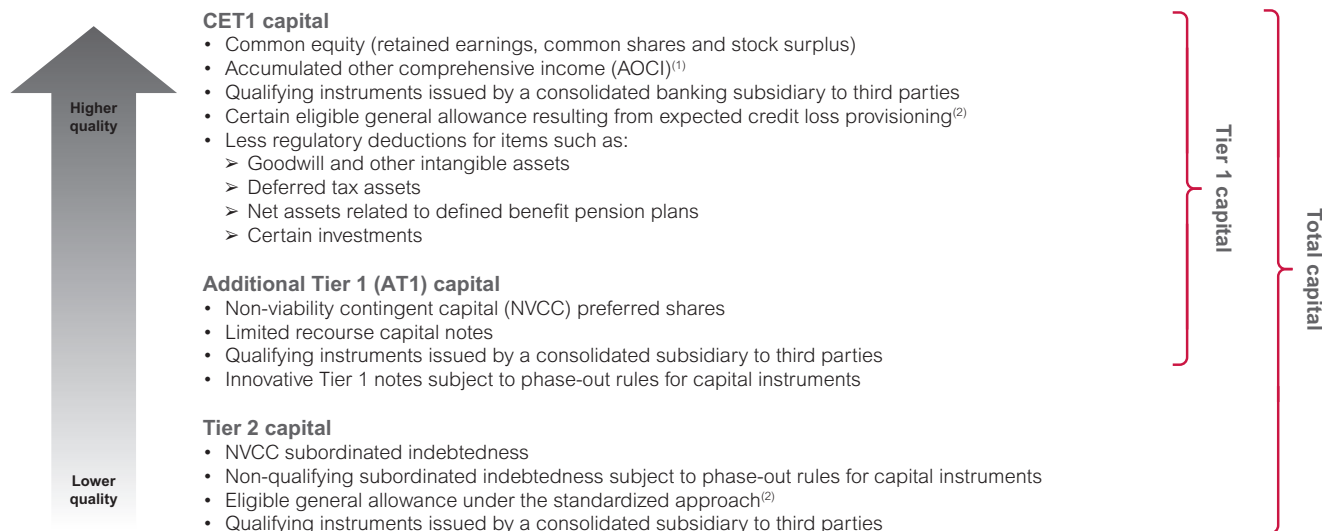 CET1 capital
• Common equity (retained earnings, common shares and stock surplus)
• Accumulated other comprehensive income (AOCI)(1)
• Qualifying instruments issued by a consolidated banking subsidiary to third parties
• Certain eligible general allowance resulting from expected credit loss provisioning(2)
• Less regulatory deductions for items such as:
➢ Goodwill and other intangible assets
➢ Deferred tax assets
➢ Net assets related to defined benefit pension plans
➢ Certain investments
Additional Tier 1 (AT1) capital
• Non-viability contingent capital (NVCC) preferred shares
• Limited recourse capital notes
• Qualifying instruments issued by a consolidated subsidiary to third parties
• Innovative Tier 1 notes subject to phase-out rules for capital instruments
Tier 2 capital
• NVCC subordinated indebtedness
• Non-qualifying subordinated indebtedness subject to phase-out rules for capital instruments
• Eligible general allowance under the standardized approach(2)
• Qualifying instruments issued by a consolidated subsidiary to third parties
Higher
quality
Lower
quality
Tier 1 capital
Total capital